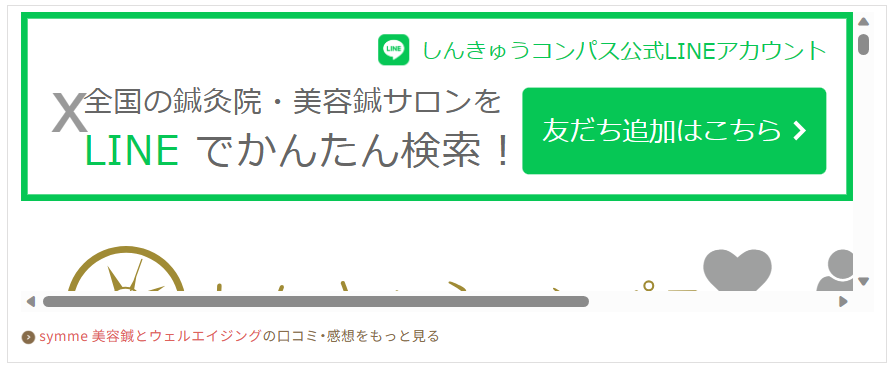 LINE しんきゅうコンパス公式LINEアカウント
X 全国の鍼灸院・美容鍼サロンを
LINE でかんたん検索！
友だち追加はこちら
symme 美容鍼とウェルエイジングの口コミ・感想をもっと見る